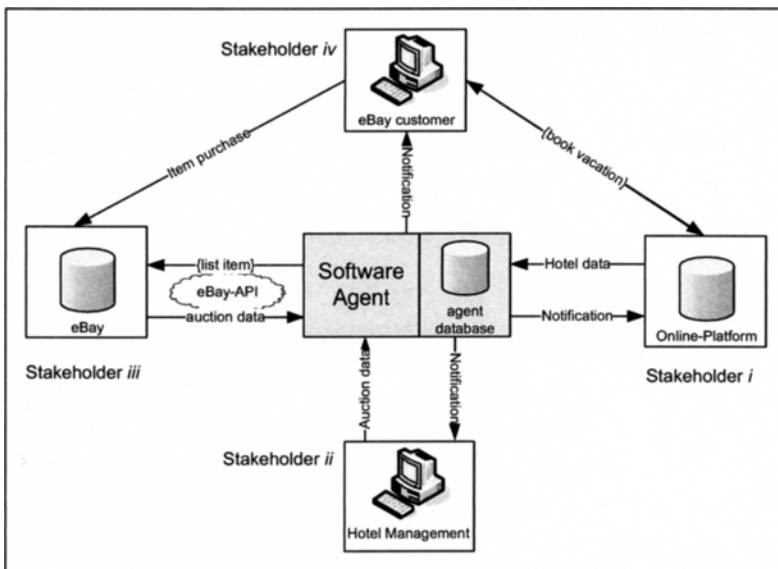 Stakeholder iv
eBay customer
Item purchase
Notification
{book vacation}
{list item}
eBay-API
auction data
eBay
Stakeholder iii
Software
Agent
agent
database
Hotel data
Notification
Online-Platform
Stakeholder i
Auction data
Notification
Stakeholder ii
Hotel Management